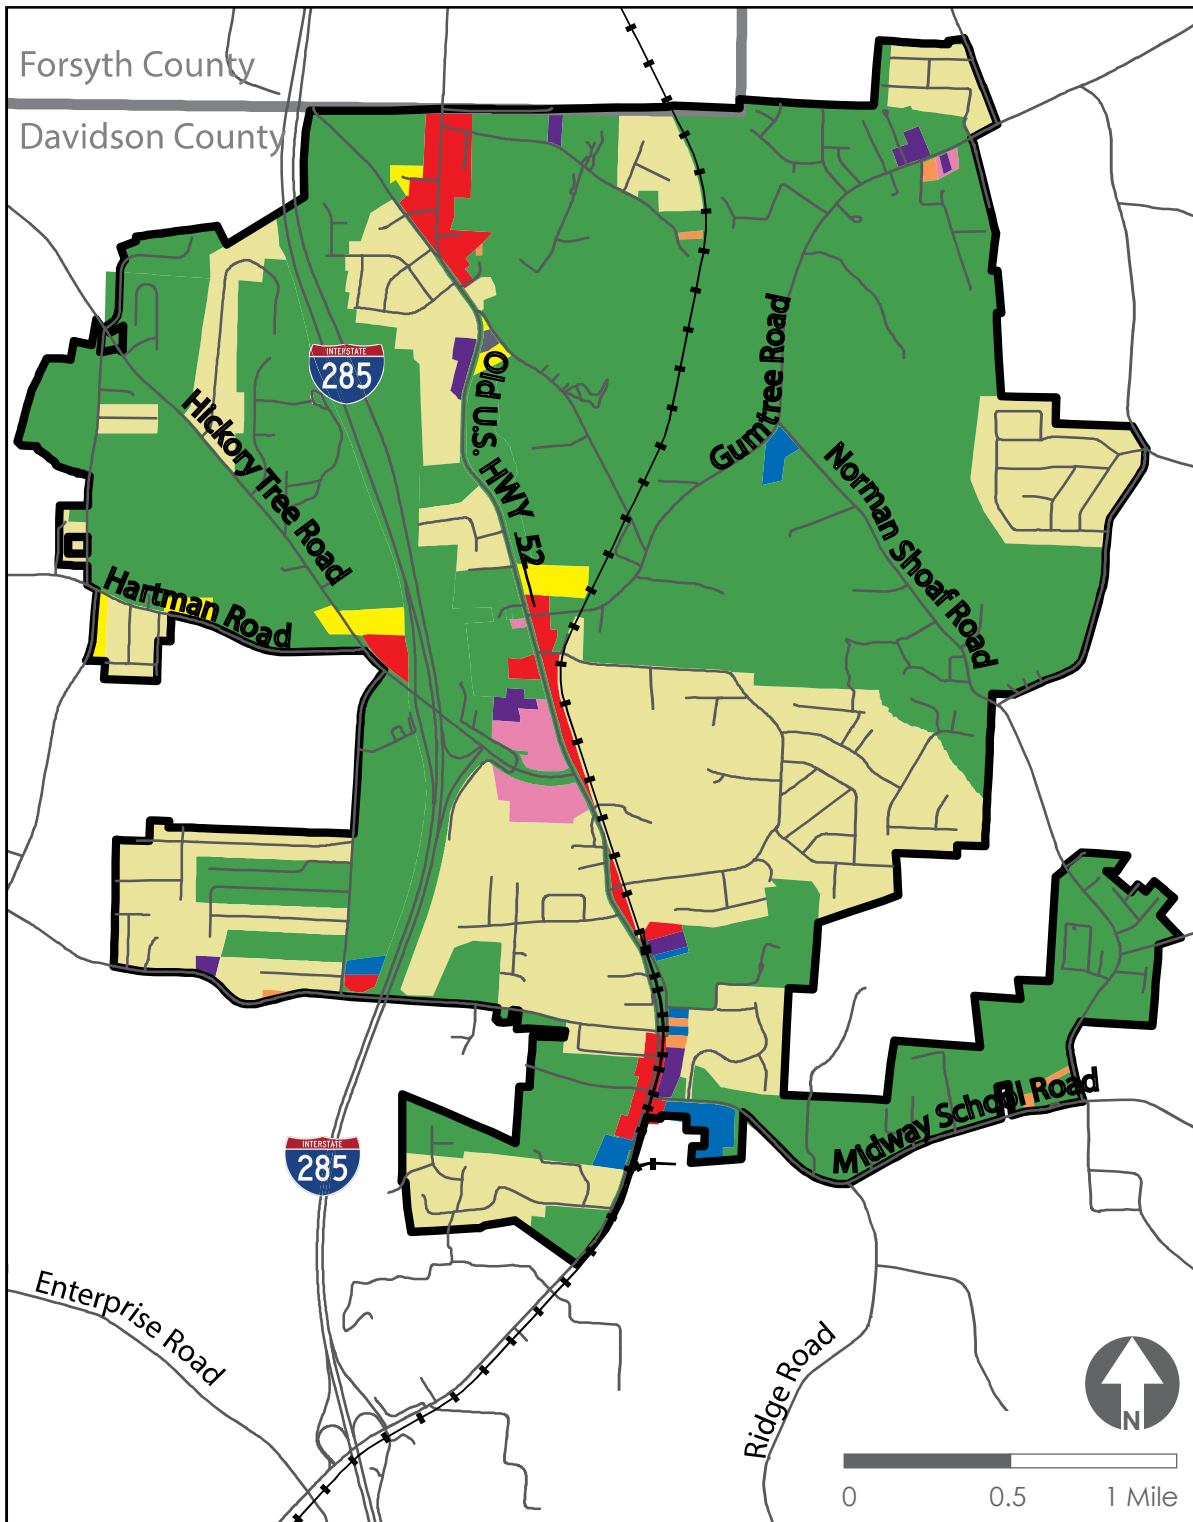 Forsyth County
Davidson County
INTERSTATE
285
Old U.S. HWY 52
Gumtree Road
Hickory Tree Road
Norman Shoaf Road
Hartman Road
Midway School Road
INTERSTATE
285
Enterprise Road
Ridge Road
N
0 0.5 1 Mile